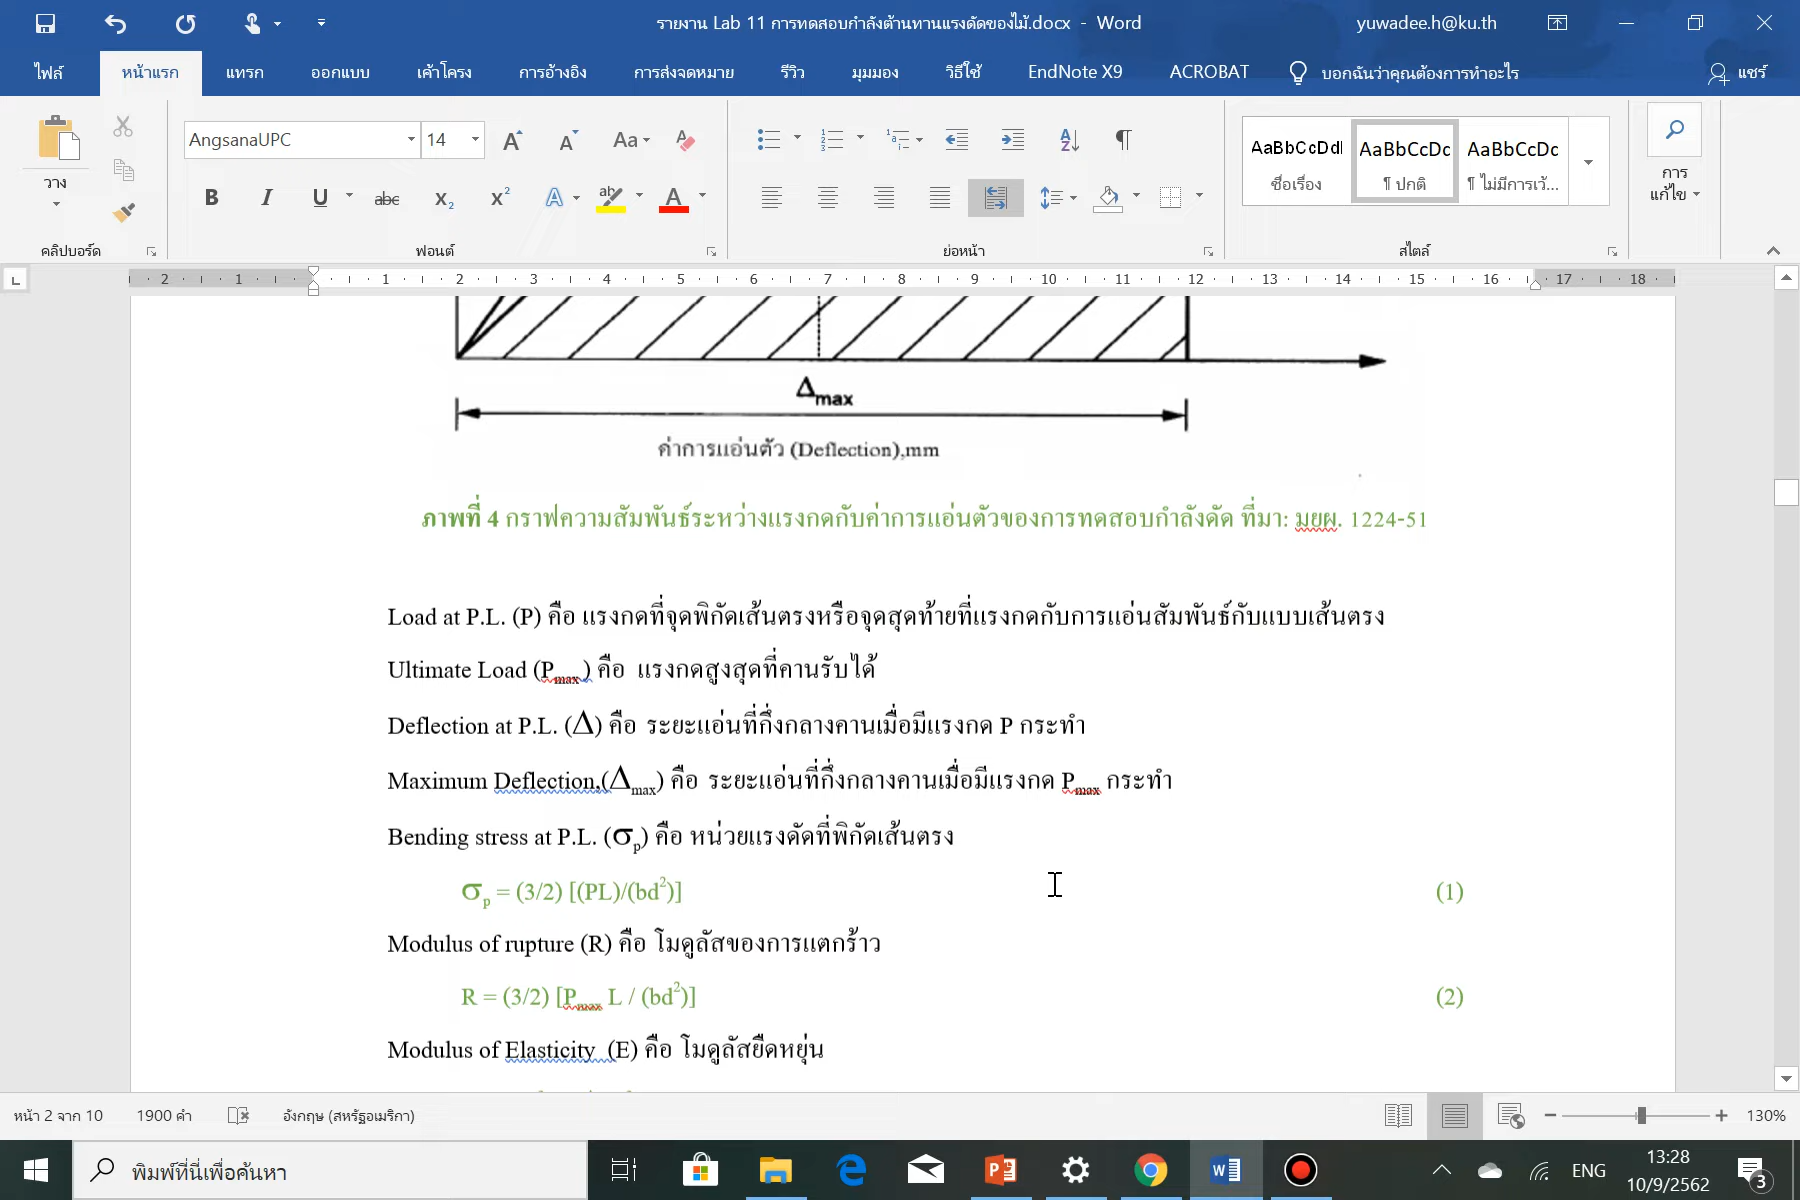 รายงาน Lab 11 การทดสอบกำลังต้านทานแรงดัดของไม้.docx - Word
yuwadee.h@ku.th
ไฟล์ หน้าแรก แทรก ออกแบบ เค้าโครง การอ้างอิง การส่งจดหมาย รีวิว มุมมอง วิธีใช้ EndNote X9 ACROBAT บอกฉันว่าคุณต้องการทำอะไร แชร์
AngsanaUPC 14 Aa
AaBbCcDdI AaBbCcDc AaBbCcDc
วาง B I U abc X₂ X² A ab A
ชื่อเรื่อง ¶ ปกติ ¶ ไม่มีการเว้...
การแก้ไข
คลิปบอร์ด ฟอนต์ ย่อหน้า สไตล์
2 1 1 2 3 4 5 6 7 8 9 10 11 12 13 14 15 16 17 18
Δmax
ค่าการแอ่นตัว (Deflection),mm
ภาพที่ 4 กราฟความสัมพันธ์ระหว่างแรงกดกับค่าการแอ่นตัวของการทดสอบกำลังดัด ที่มา: มยผ. 1224-51
Load at P.L. (P) คือ แรงกดที่จุดพิกัดเส้นตรงหรือจุดสุดท้ายที่แรงกดกับการแอ่นสัมพันธ์กับแบบเส้นตรง
Ultimate Load (Pmax) คือ แรงกดสูงสุดที่คานรับได้
Deflection at P.L. (Δ) คือ ระยะแอ่นที่กึ่งกลางคานเมื่อมีแรงกด P กระทำ
Maximum Deflection,(Δmax) คือ ระยะแอ่นที่กึ่งกลางคานเมื่อมีแรงกด Pmax กระทำ
Bending stress at P.L. (σp) คือ หน่วยแรงดัดที่พิกัดเส้นตรง
σp = (3/2) [(PL)/(bd²)] (1)
Modulus of rupture (R) คือ โมดูลัสของการแตกร้าว
R = (3/2) [Pmax L / (bd²)] (2)
Modulus of Elasticity (E) คือ โมดูลัสยืดหยุ่น
หน้า 2 จาก 10 1900 คำ อังกฤษ (สหรัฐอเมริกา) 130%
พิมพ์ที่นี่เพื่อค้นหา
ENG
13:28
10/9/2562
3